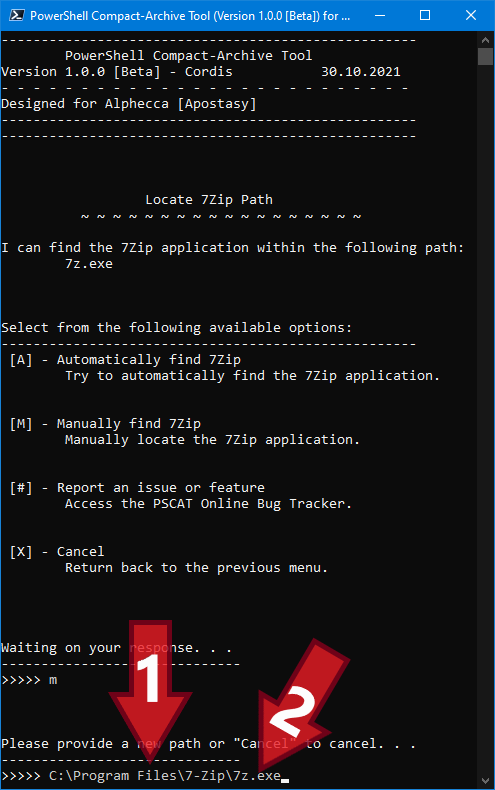 PowerShell Compact-Archive Tool (Version 1.0.0 [Beta]) for ...
----------------------------------------------------
PowerShell Compact-Archive Tool
Version 1.0.0 [Beta] - Cordis 30.10.2021
- - - - - - - - - - - - - - - - - - - - - - - - - -
Designed for Alphecca [Apostasy]
----------------------------------------------------
----------------------------------------------------
Locate 7Zip Path
~ ~ ~ ~ ~ ~ ~ ~ ~ ~ ~ ~ ~ ~ ~ ~ ~ ~
I can find the 7Zip application within the following path:
7z.exe
Select from the following available options:
----------------------------------------------------
[A] - Automatically find 7Zip
Try to automatically find the 7Zip application.
[M] - Manually find 7Zip
Manually locate the 7Zip application.
[#] - Report an issue or feature
Access the PSCAT Online Bug Tracker.
[X] - Cancel
Return back to the previous menu.
Waiting on your response. . .
------------------------------
>>>>> m
1
2
Please provide a new path or "Cancel" to cancel. . .
------------------------------
>>>>> C:\Program Files\7-Zip\7z.exe_